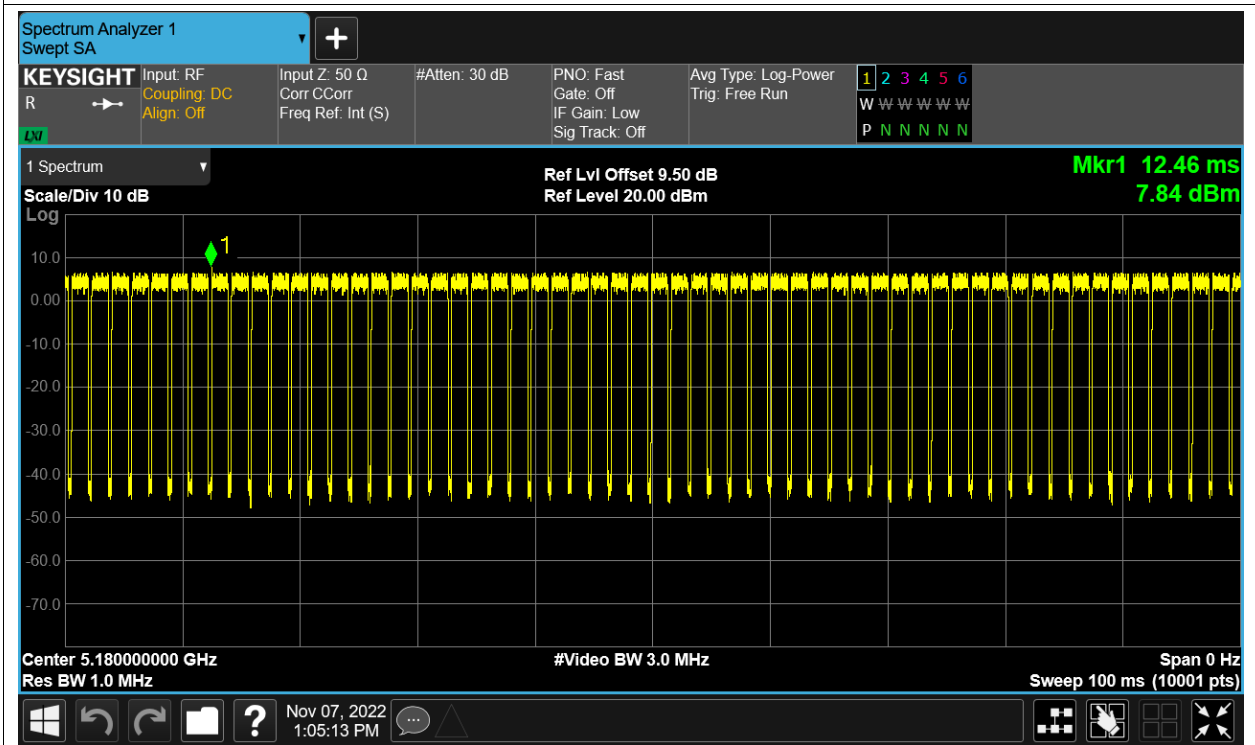 Spectrum Analyzer 1
Swept SA
KEYSIGHT
R
LXI
Input: RF
Coupling: DC
Align: Off
Input Z: 50 Ω
Corr CCorr
Freq Ref: Int (S)
#Atten: 30 dB
PNO: Fast
Gate: Off
IF Gain: Low
Sig Track: Off
Avg Type: Log-Power
Trig: Free Run
1 2 3 4 5 6
W W W W W W
P N N N N N
1 Spectrum
Scale/Div 10 dB
Log
Ref Lvl Offset 9.50 dB
Ref Level 20.00 dBm
Mkr1 12.46 ms
7.84 dBm
1
10.0
0.00
-10.0
-20.0
-30.0
-40.0
-50.0
-60.0
-70.0
Center 5.180000000 GHz
#Video BW 3.0 MHz
Span 0 Hz
Res BW 1.0 MHz
Sweep 100 ms (10001 pts)
?
Nov 07, 2022
1:05:13 PM